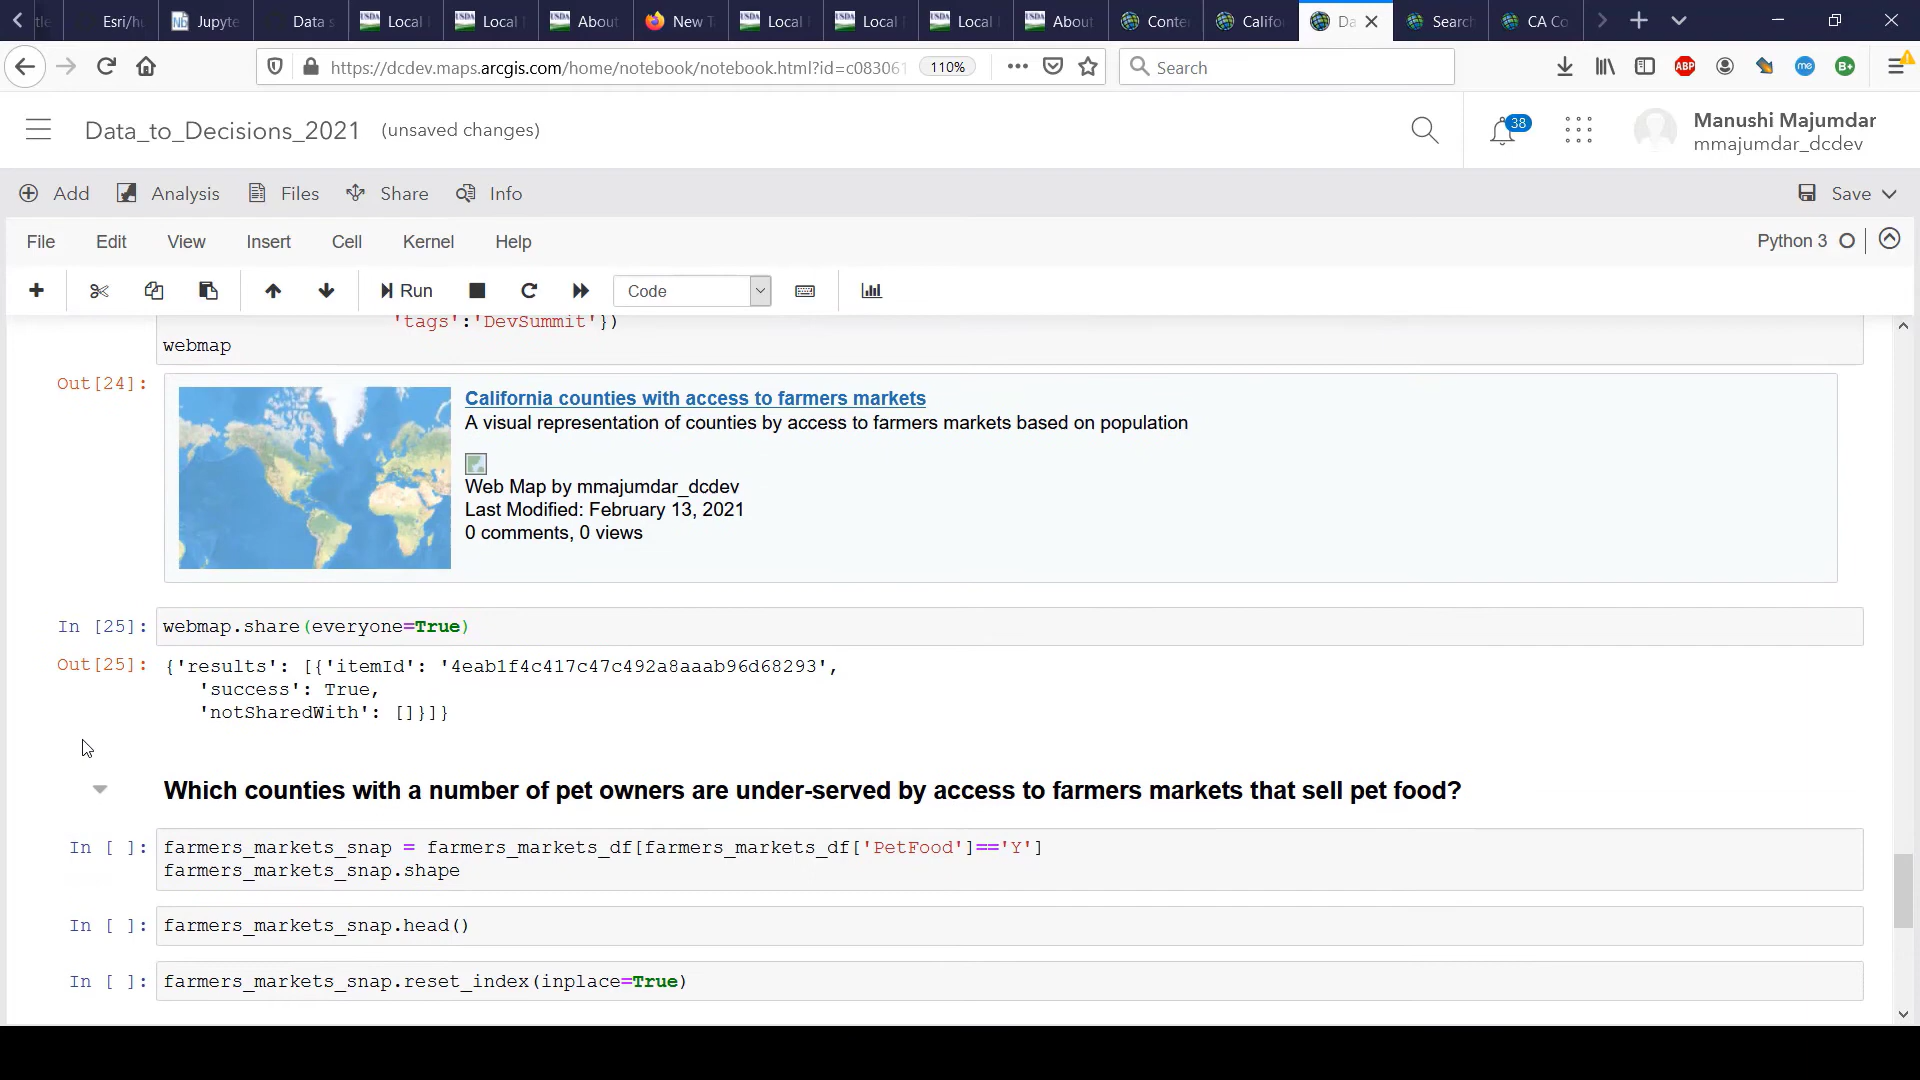 Esri/h
Jupyte
Data s
Local
Local
About
New T
Local
Local
Local
About
Conte
Califo
Da
Search
CA Co
https://dcdev.maps.arcgis.com/home/notebook/notebook.html?id=c083061
110%
Search
ABP
me
B+
Data_to_Decisions_2021 (unsaved changes)
38
Manushi Majumdar
mmajumdar_dcdev
Add
Analysis
Files
Share
Info
Save
File
Edit
View
Insert
Cell
Kernel
Help
Python 3
Run
Code
'tags':'DevSummit'})
webmap
Out[24]:
California counties with access to farmers markets
A visual representation of counties by access to farmers markets based on population
Web Map by mmajumdar_dcdev
Last Modified: February 13, 2021
0 comments, 0 views
In [25]: webmap.share(everyone=True)
Out[25]: {'results': [{'itemId': '4eab1f4c417c47c492a8aaab96d68293',
'success': True,
'notSharedWith': []}]}
Which counties with a number of pet owners are under-served by access to farmers markets that sell pet food?
In [ ]: farmers_markets_snap = farmers_markets_df[farmers_markets_df['PetFood']=='Y']
farmers_markets_snap.shape
In [ ]: farmers_markets_snap.head()
In [ ]: farmers_markets_snap.reset_index(inplace=True)